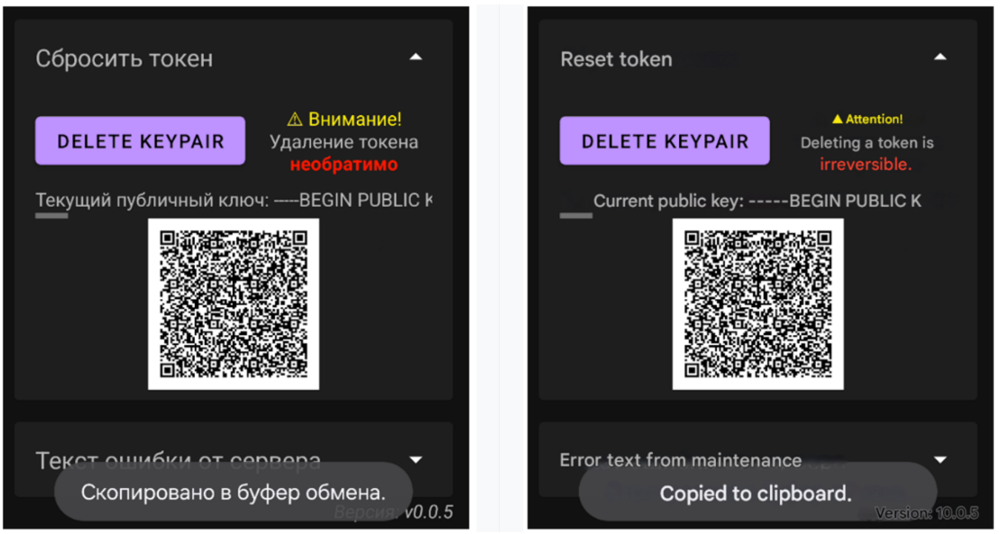 Сбросить токен
DELETE KEYPAIR
⚠ Внимание!
Удаление токена
необратимо
Текущий публичный ключ: -----BEGIN PUBLIC K
Текст ошибки от сервера
Скопировано в буфер обмена.
Версия: v0.0.5
Reset token
DELETE KEYPAIR
▲ Attention!
Deleting a token is
irreversible.
Current public key: -----BEGIN PUBLIC K
Error text from maintenance
Copied to clipboard.
Version: 10.0.5